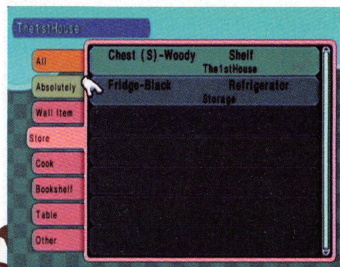 The1stHouse
All
Absolutely
Wall Item
Store
Cook
Bookshelf
Table
Other
Chest (S)-Woody Shelf
The1stHouse
Fridge-Black Refrigerator
Storage